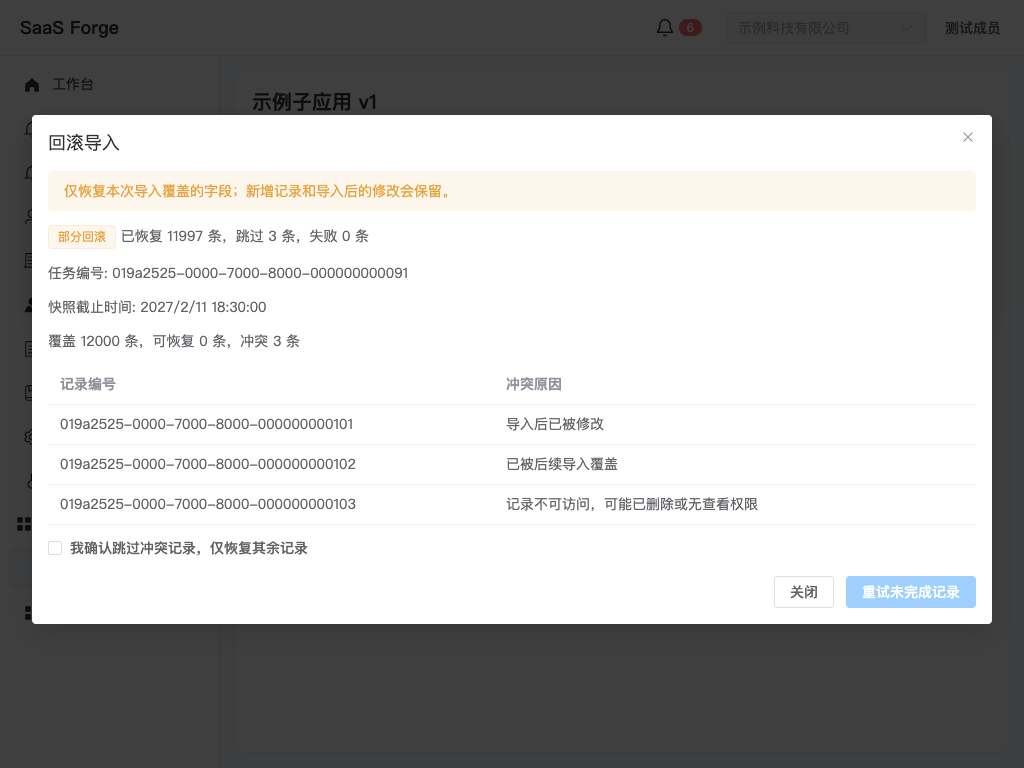 SaaS Forge
6
示例科技有限公司
测试成员
工作台
示例子应用 v1
回滚导入
仅恢复本次导入覆盖的字段；新增记录和导入后的修改会保留。
部分回滚 已恢复 11997 条，跳过 3 条，失败 0 条
任务编号: 019a2525-0000-7000-8000-000000000091
快照截止时间: 2027/2/11 18:30:00
覆盖 12000 条，可恢复 0 条，冲突 3 条
记录编号 冲突原因
019a2525-0000-7000-8000-000000000101 导入后已被修改
019a2525-0000-7000-8000-000000000102 已被后续导入覆盖
019a2525-0000-7000-8000-000000000103 记录不可访问，可能已删除或无查看权限
我确认跳过冲突记录，仅恢复其余记录
关闭
重试未完成记录